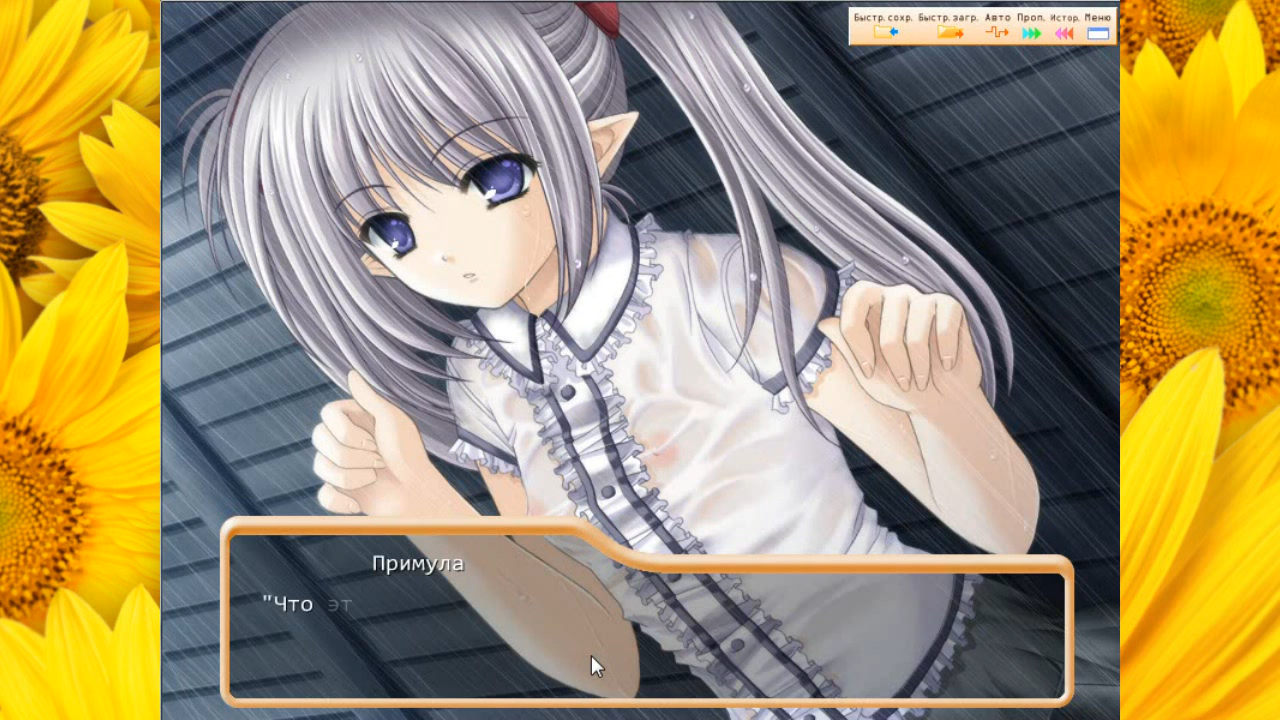 Быстр.сохр. Быстр.загр. Авто Проп. Истор. Меню
Примула
"Что эт